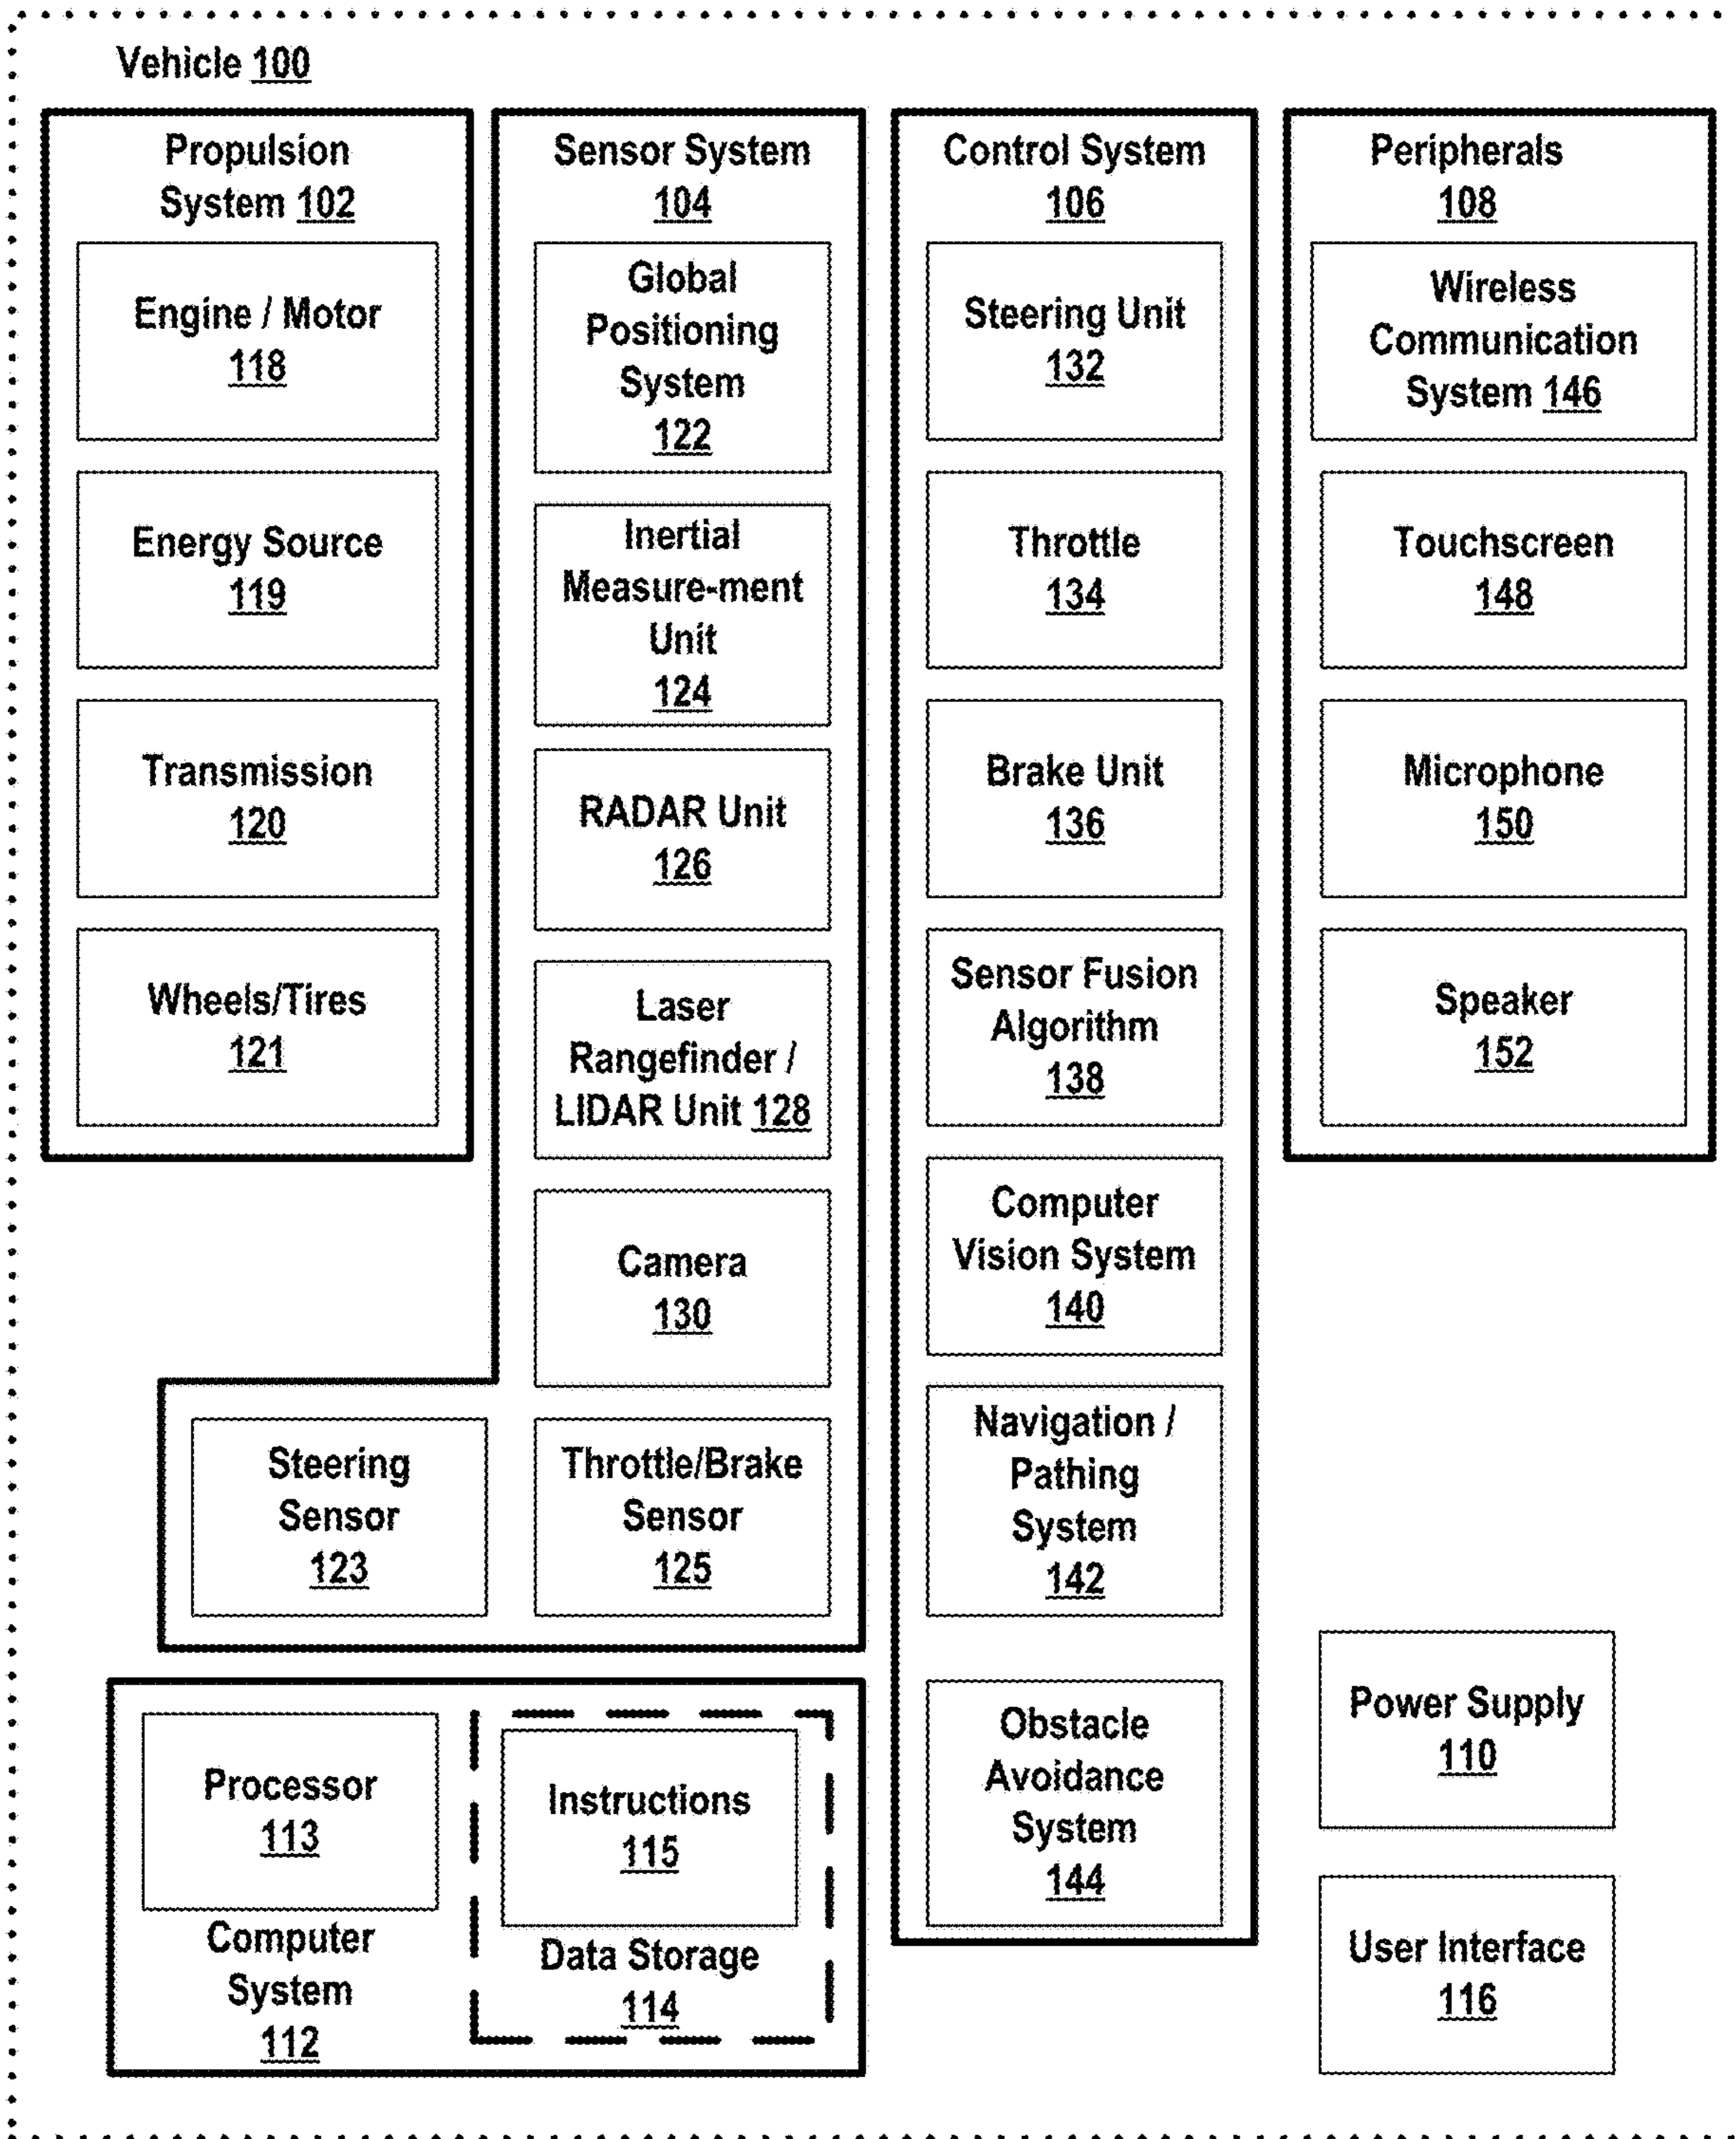 Vehicle 100
Propulsion
System 102
Engine / Motor
118
Energy Source
119
Transmission
120
Wheels/Tires
121
Sensor System
104
Global
Positioning
System
122
Inertial
Measure-ment
Unit
124
RADAR Unit
126
Laser
Rangefinder /
LIDAR Unit 128
Camera
130
Steering
Sensor
123
Throttle/Brake
Sensor
125
Control System
106
Steering Unit
132
Throttle
134
Brake Unit
136
Sensor Fusion
Algorithm
138
Computer
Vision System
140
Navigation /
Pathing
System
142
Obstacle
Avoidance
System
144
Peripherals
108
Wireless
Communication
System 146
Touchscreen
148
Microphone
150
Speaker
152
Processor
113
Computer
System
112
Instructions
115
Data Storage
114
Power Supply
110
User Interface
116